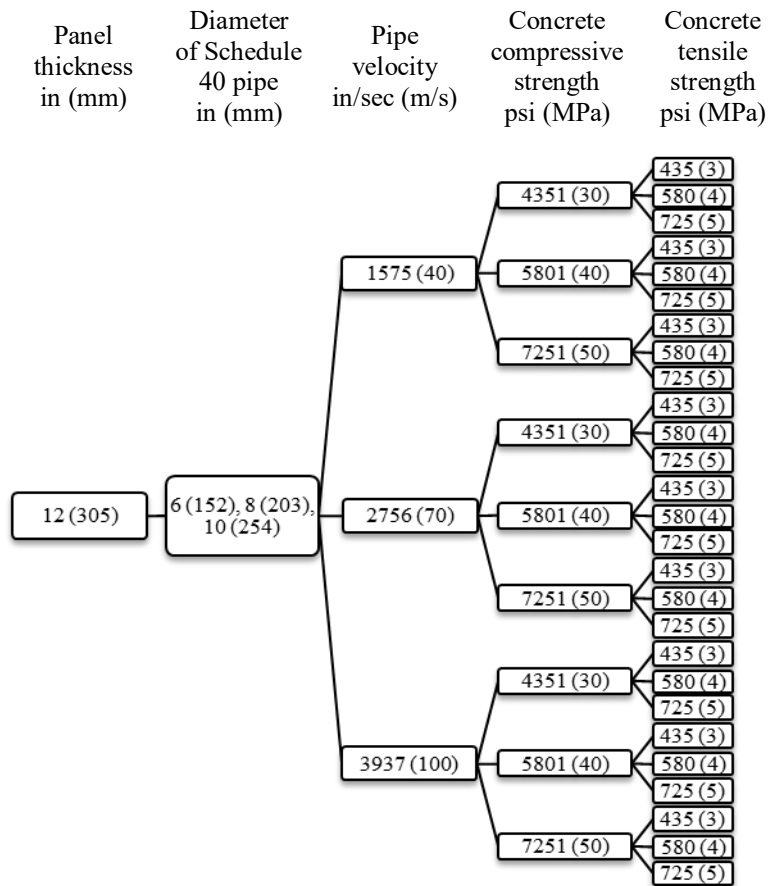 Panel
thickness
in (mm)
Diameter
of Schedule
40 pipe
in (mm)
Pipe
velocity
in/sec (m/s)
Concrete
compressive
strength
psi (MPa)
Concrete
tensile
strength
psi (MPa)
12 (305)
6 (152), 8 (203),
10 (254)
1575 (40)
4351 (30)
435 (3)
580 (4)
725 (5)
5801 (40)
435 (3)
580 (4)
725 (5)
7251 (50)
435 (3)
580 (4)
725 (5)
2756 (70)
4351 (30)
435 (3)
580 (4)
725 (5)
5801 (40)
435 (3)
580 (4)
725 (5)
7251 (50)
435 (3)
580 (4)
725 (5)
3937 (100)
4351 (30)
435 (3)
580 (4)
725 (5)
5801 (40)
435 (3)
580 (4)
725 (5)
7251 (50)
435 (3)
580 (4)
725 (5)